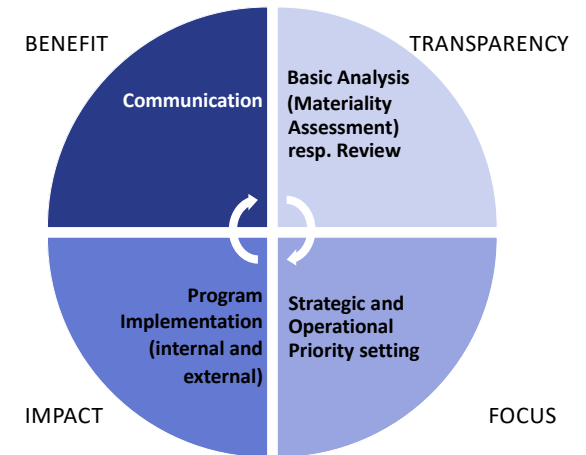 BENEFIT
TRANSPARENCY
Communication
Basic Analysis
(Materiality
Assessment)
resp. Review
Program
Implementation
(internal and
external)
Strategic and
Operational
Priority setting
IMPACT
FOCUS